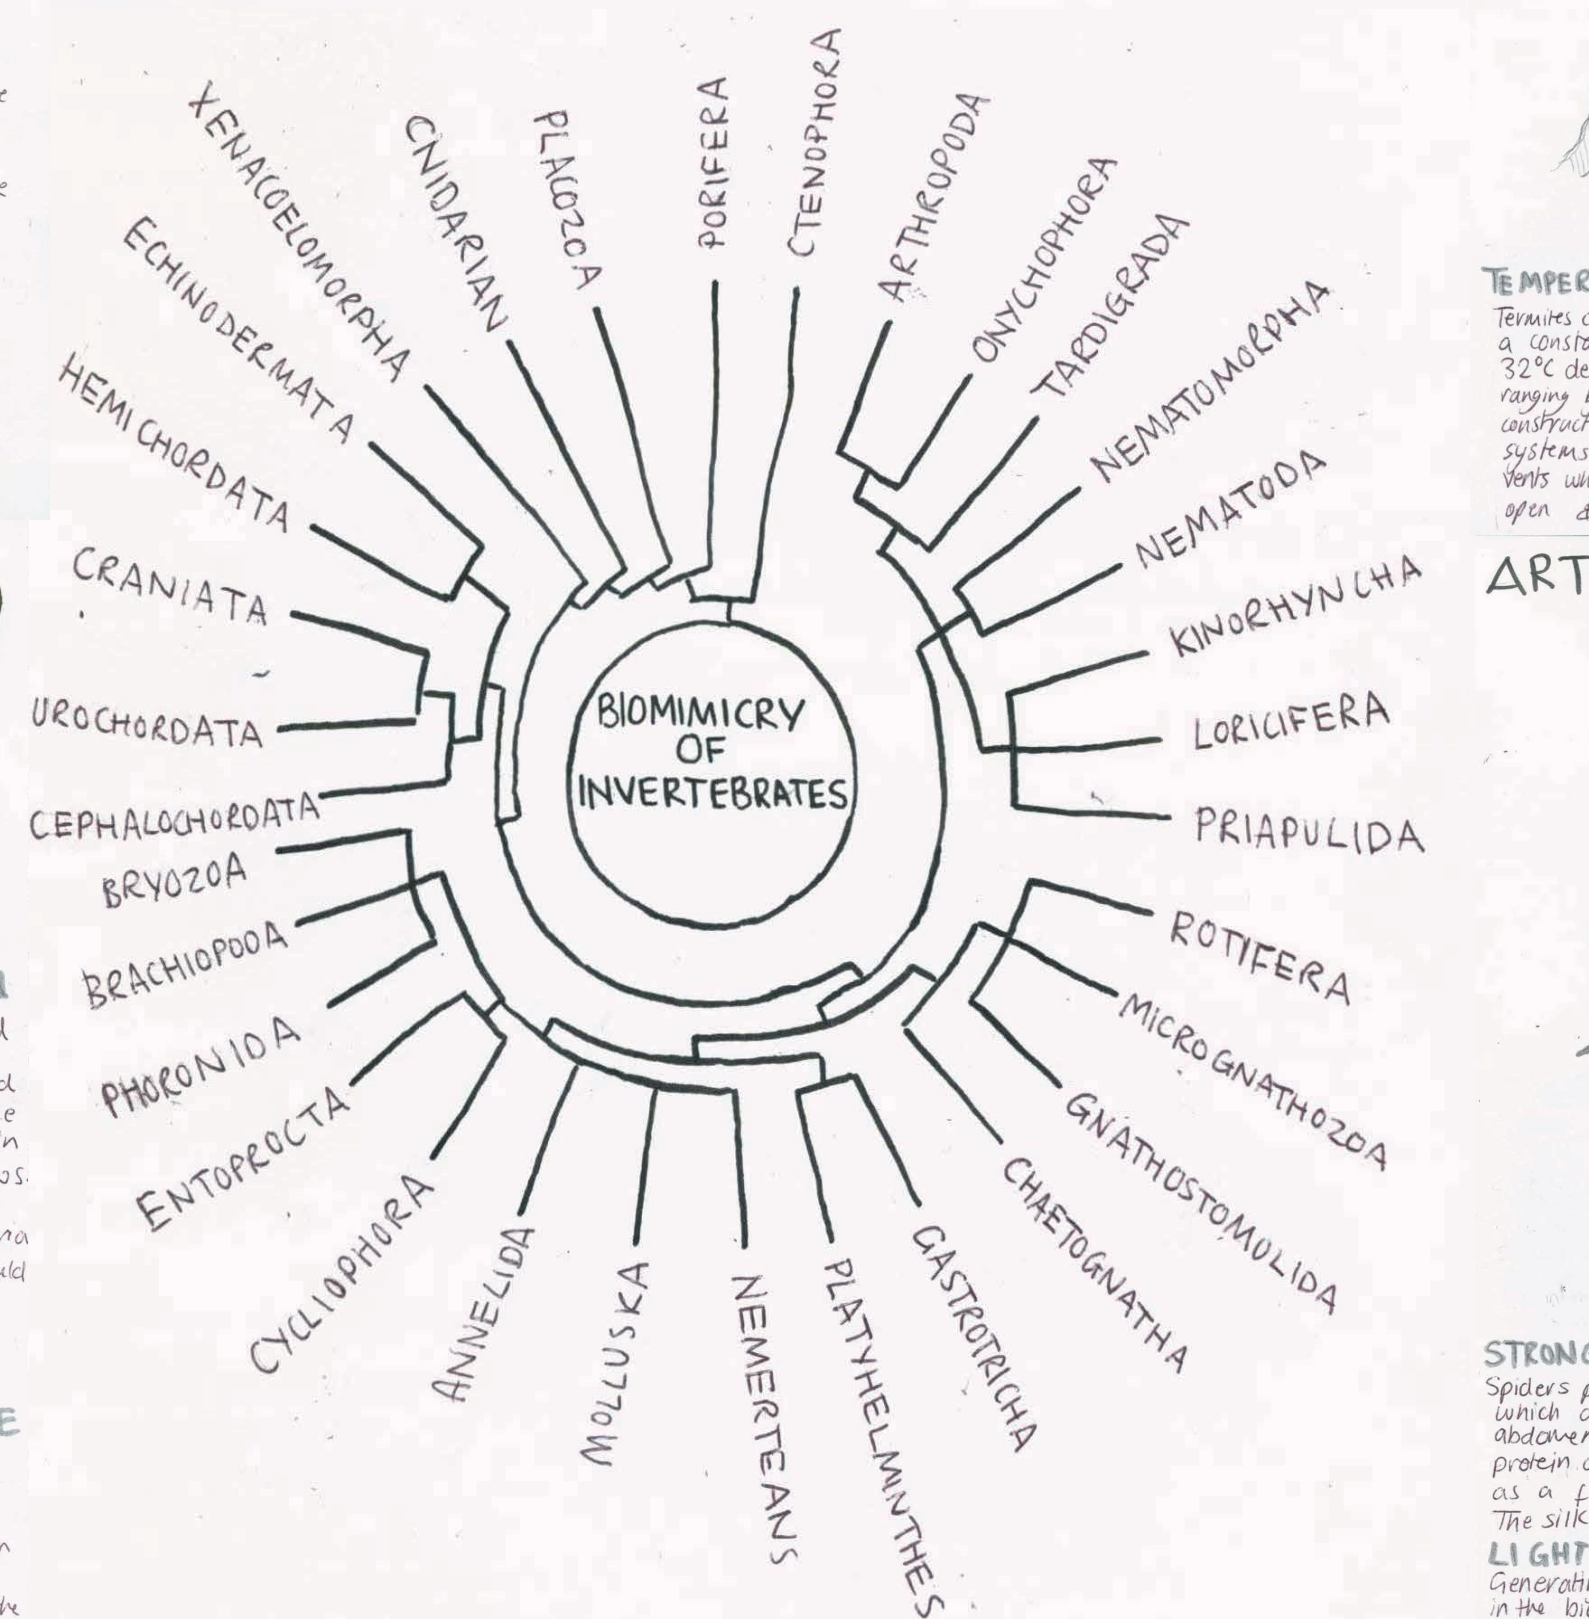 BIOMIMICRY
OF
INVERTEBRATES
CTENOPHORA
ARTHROPODA
ONYCHOPHORA
TARDIGRADA
NEMATOMORPHA
NEMATODA
KINORHYNCHA
LORICIFERA
PRIAPULIDA
ROTIFERA
MICROGNATHOZOA
GNATHOSTOMULIDA
CHAETOGNATHA
GASTROTRICHA
PLATYHELMINTHES
NEMERTEANS
MOLLUSKA
ANNELIDA
CYCLIOPHORA
ENTOPROCTA
PHORONIDA
BRACHIOPODA
BRYOZOA
CEPHALOCHORDATA
UROCHORDATA
CRANIATA
HEMICHORDATA
ECHINODERMATA
XENACOELOMORPHA
CNIDARIAN
PLACOZOA
PORIFERA
TEMPER
Termites
a consta
32°C de
ranging
construct
systems
vents wh
open &
ART
STRONG
Spiders
which
abdomen
protein
as a f
The silk
LIGHT
Generati
in the bi